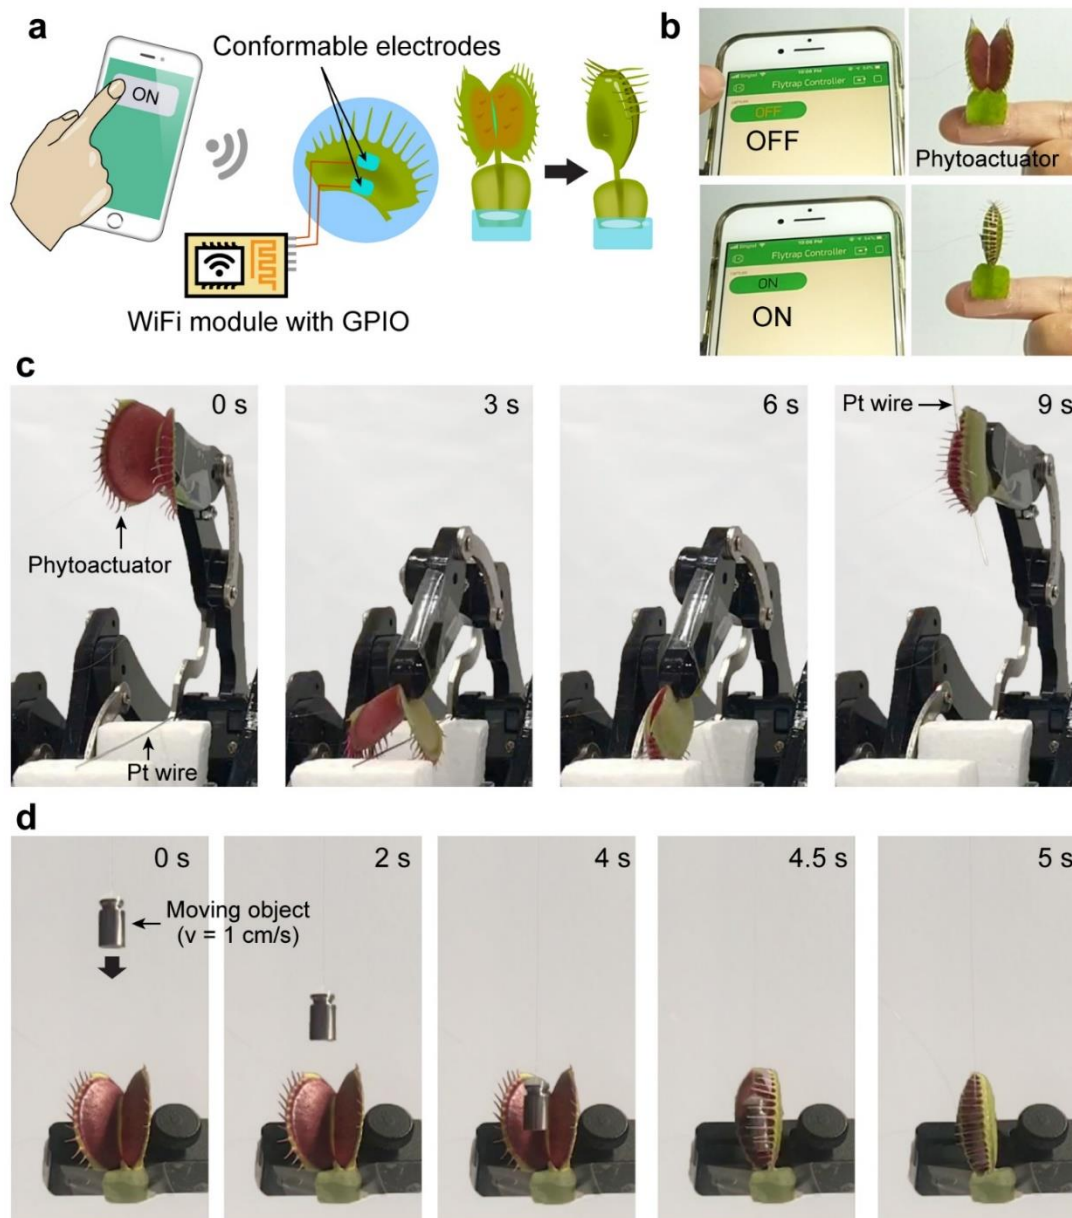 a
ON
Conformable electrodes
WiFi module with GPIO
b
Flytrap Controller
OFF
OFF
Phytoactuator
Flytrap Controller
ON
ON
c
0 s
Phytoactuator
Pt wire
3 s
6 s
9 s
Pt wire
d
0 s
Moving object
(v = 1 cm/s)
2 s
4 s
4.5 s
5 s